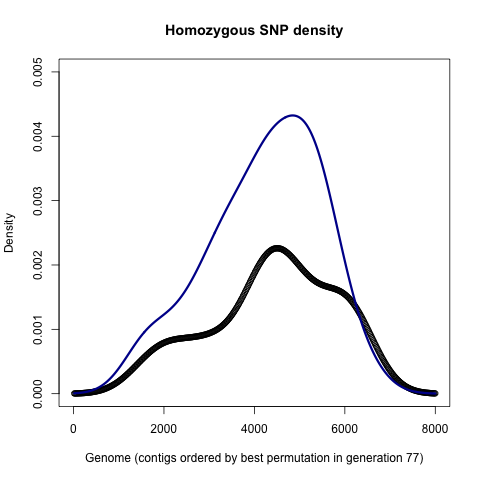 Homozygous SNP density
Density
0.005
0.004
0.003
0.002
0.001
0.000
0 2000 4000 6000 8000
Genome (contigs ordered by best permutation in generation 77)